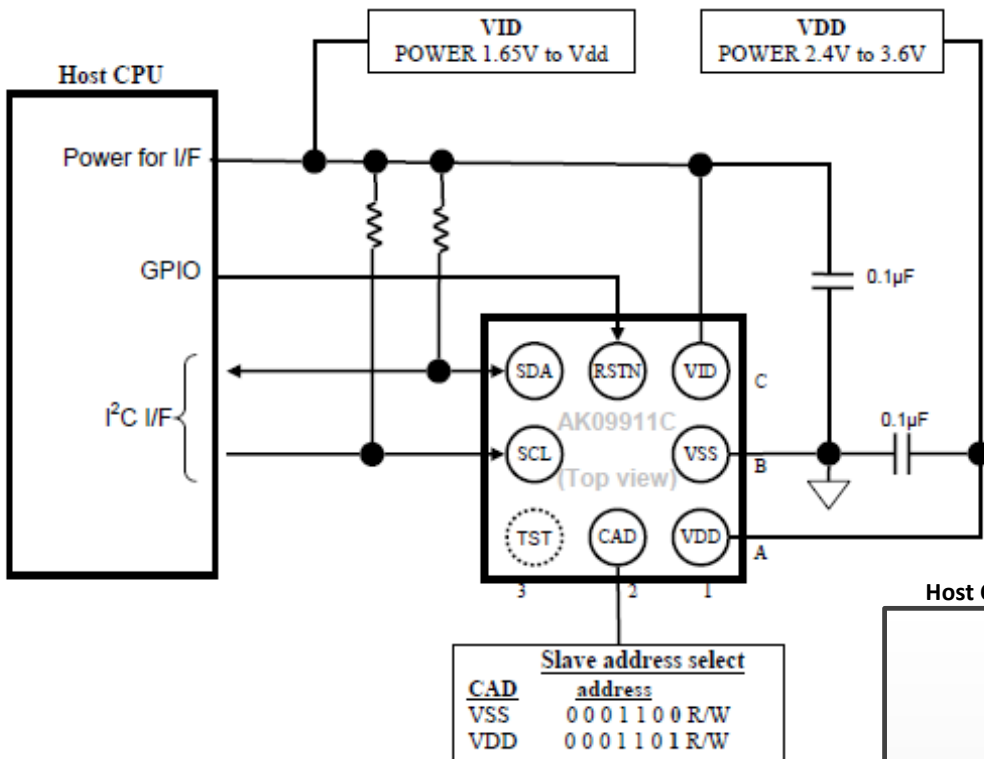 VID
POWER 1.65V to Vdd
VDD
POWER 2.4V to 3.6V
Host CPU
Power for I/F
GPIO
0.1µF
SDA
RSTN
VID
C
I²C I/F
AK09911C
0.1µF
SCL
VSS
B
(Top view)
TST
CAD
VDD
A
3
2
1
Host
Slave address select
CAD address
VSS 0 0 0 1 1 0 0 R/W
VDD 0 0 0 1 1 0 1 R/W